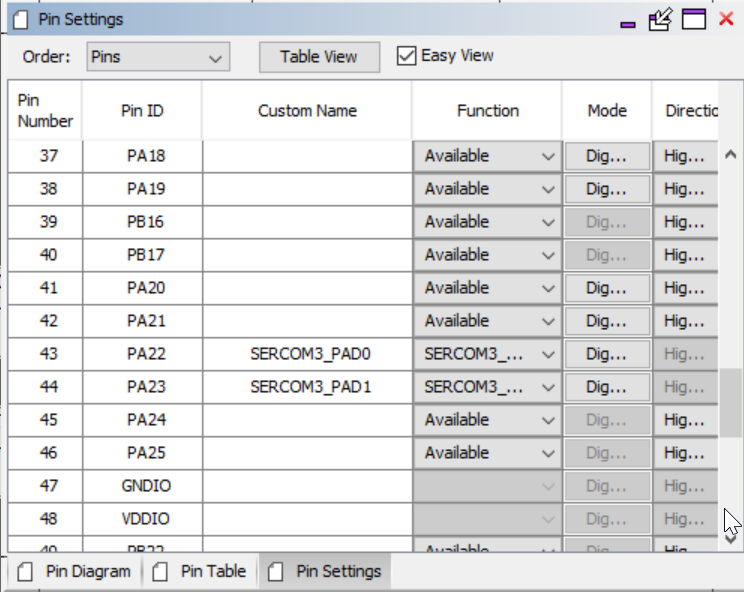 Pin Settings
Order: Pins Table View Easy View
Pin Number Pin ID Custom Name Function Mode Directio
37 PA18 Available Dig... Hig...
38 PA19 Available Dig... Hig...
39 PB16 Available Dig... Hig...
40 PB17 Available Dig... Hig...
41 PA20 Available Dig... Hig...
42 PA21 Available Dig... Hig...
43 PA22 SERCOM3_PAD0 SERCOM3_... Dig... Hig...
44 PA23 SERCOM3_PAD1 SERCOM3_... Dig... Hig...
45 PA24 Available Dig... Hig...
46 PA25 Available Dig... Hig...
47 GNDIO Dig... Hig...
48 VDDIO Dig... Hig...
49 PB22 Available Dig... Hig...
Pin Diagram Pin Table Pin Settings